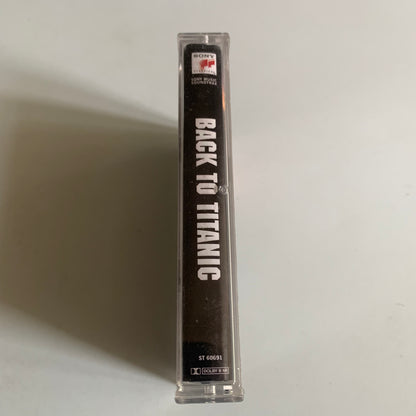 SONY
SONY MUSIC
SOUNDTRAX
BACK TO TITANIC
ST 60691
DOLBY B NR